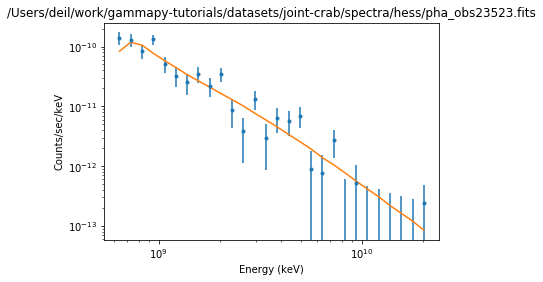 /Users/deil/work/gammapy-tutorials/datasets/joint-crab/spectra/hess/pha_obs23523.fits
10⁻¹⁰
10⁻¹¹
10⁻¹²
10⁻¹³
Counts/sec/keV
10⁹
10¹⁰
Energy (keV)